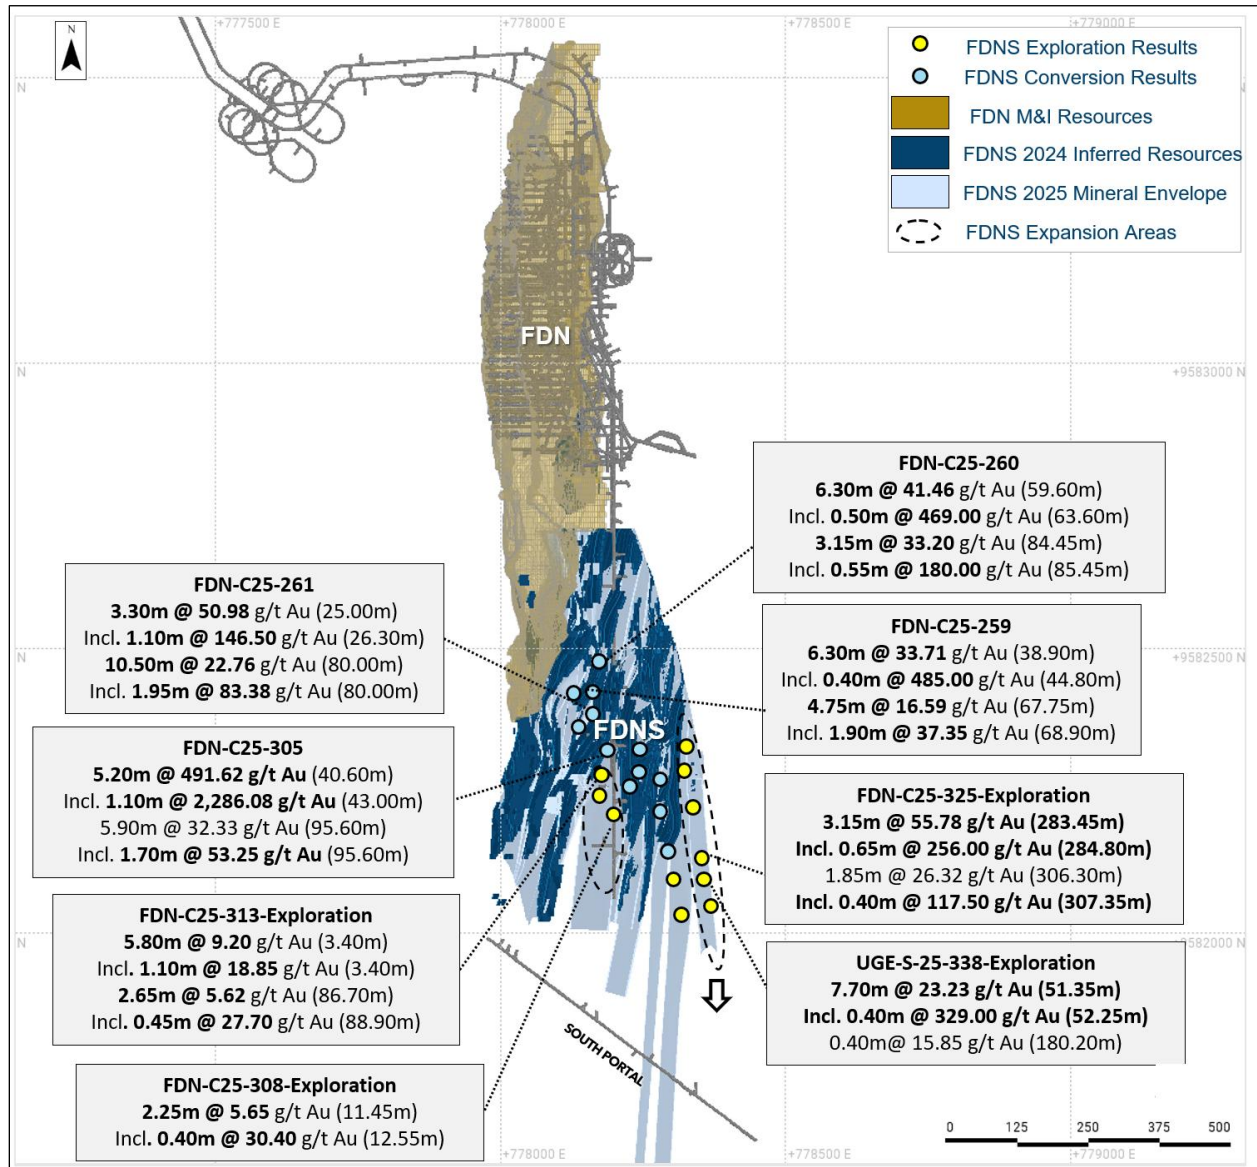 +777500 E
+778000 E
+778500 E
+779000 E
N
FDNS Exploration Results
FDNS Conversion Results
FDN M&I Resources
FDNS 2024 Inferred Resources
FDNS 2025 Mineral Envelope
FDNS Expansion Areas
N
N
FDN
N
+9583000 N
FDN-C25-260
6.30m @ 41.46 g/t Au (59.60m)
Incl. 0.50m @ 469.00 g/t Au (63.60m)
3.15m @ 33.20 g/t Au (84.45m)
Incl. 0.55m @ 180.00 g/t Au (85.45m)
FDN-C25-261
3.30m @ 50.98 g/t Au (25.00m)
Incl. 1.10m @ 146.50 g/t Au (26.30m)
10.50m @ 22.76 g/t Au (80.00m)
Incl. 1.95m @ 83.38 g/t Au (80.00m)
FDN-C25-259
6.30m @ 33.71 g/t Au (38.90m)
Incl. 0.40m @ 485.00 g/t Au (44.80m)
4.75m @ 16.59 g/t Au (67.75m)
Incl. 1.90m @ 37.35 g/t Au (68.90m)
N
+9582500 N
FDNS
FDN-C25-305
5.20m @ 491.62 g/t Au (40.60m)
Incl. 1.10m @ 2,286.08 g/t Au (43.00m)
5.90m @ 32.33 g/t Au (95.60m)
Incl. 1.70m @ 53.25 g/t Au (95.60m)
FDN-C25-325-Exploration
3.15m @ 55.78 g/t Au (283.45m)
Incl. 0.65m @ 256.00 g/t Au (284.80m)
1.85m @ 26.32 g/t Au (306.30m)
Incl. 0.40m @ 117.50 g/t Au (307.35m)
FDN-C25-313-Exploration
5.80m @ 9.20 g/t Au (3.40m)
Incl. 1.10m @ 18.85 g/t Au (3.40m)
2.65m @ 5.62 g/t Au (86.70m)
Incl. 0.45m @ 27.70 g/t Au (88.90m)
N
+9582000 N
UGE-S-25-338-Exploration
7.70m @ 23.23 g/t Au (51.35m)
Incl. 0.40m @ 329.00 g/t Au (52.25m)
0.40m@ 15.85 g/t Au (180.20m)
SOUTH PORTAL
FDN-C25-308-Exploration
2.25m @ 5.65 g/t Au (11.45m)
Incl. 0.40m @ 30.40 g/t Au (12.55m)
0 125 250 375 500
+778000 E
+778500 E
+779000 E